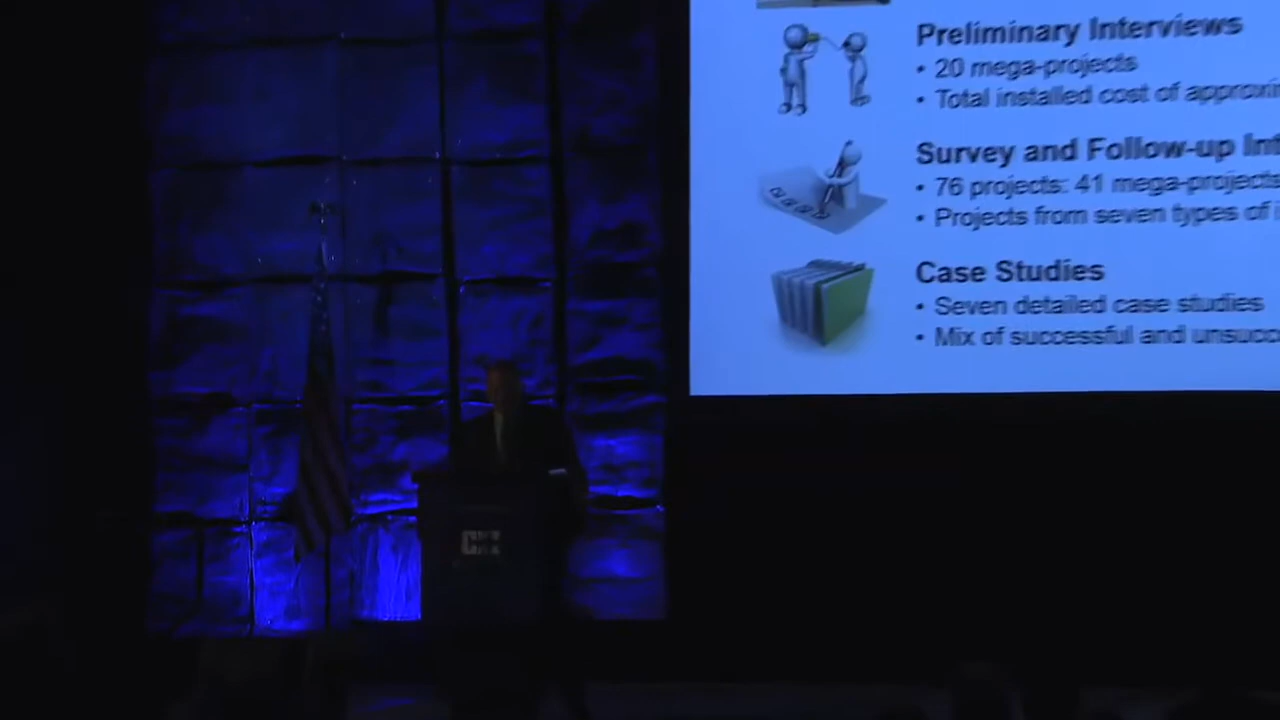 Preliminary Interviews
• 20 mega-projects
• Total installed cost of
Survey and Follow-up
• 76 projects: 41 mega-projects
• Projects from seven types of
Case Studies
• Seven detailed case studies
• Mix of successful and
CII